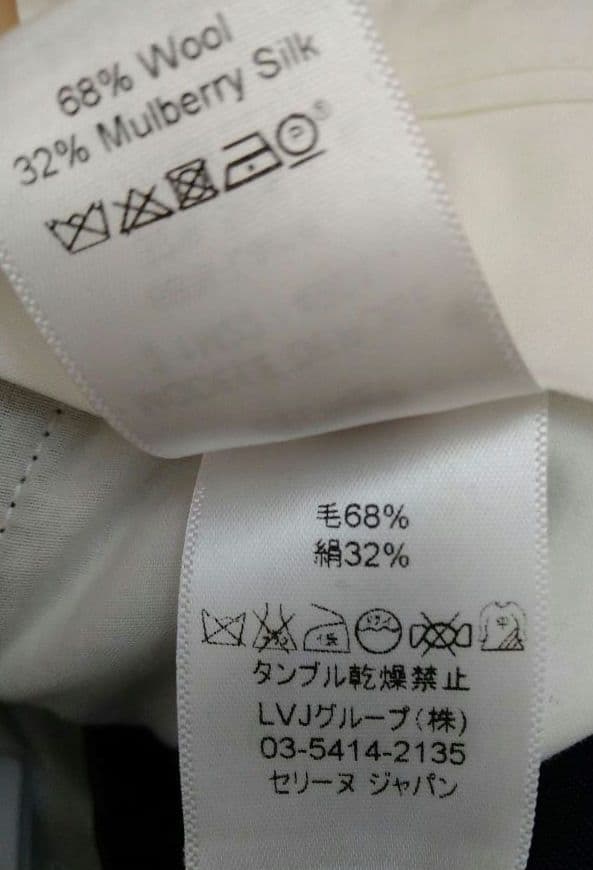 68% Wool
32% Mulberry Silk
毛68%
絹32%
タンブル乾燥禁止
LVJグループ(株)
03-5414-2135
セリーヌ ジャパン